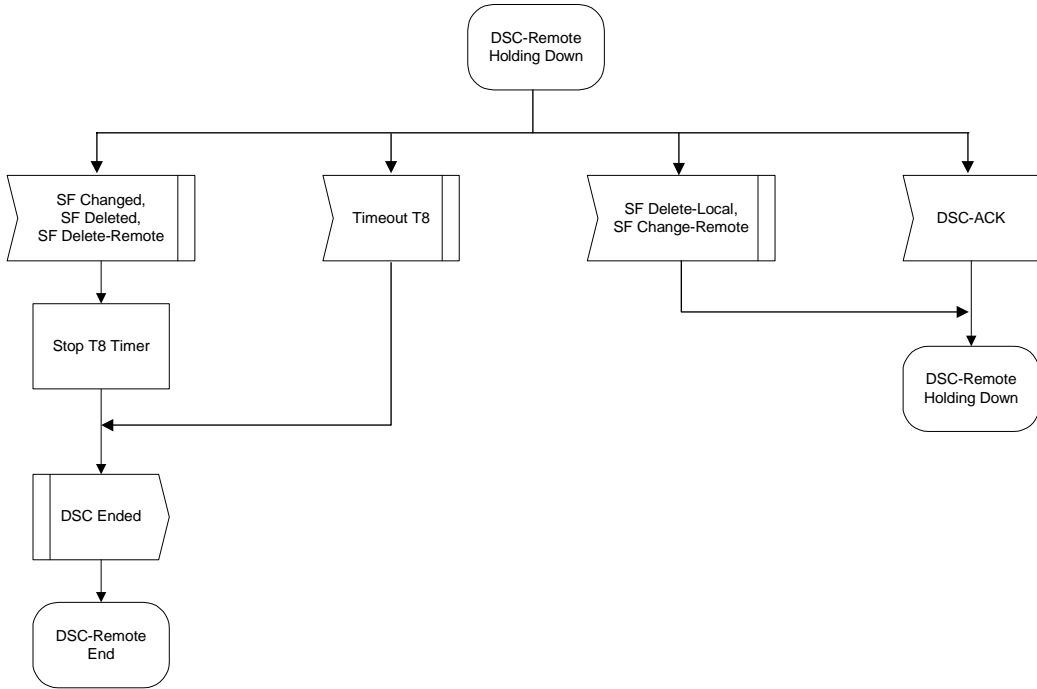 DSC-Remote
Holding Down
SF Changed,
SF Deleted,
SF Delete-Remote
Timeout T8
SF Delete-Local,
SF Change-Remote
DSC-ACK
Stop T8 Timer
DSC-Remote
Holding Down
DSC Ended
DSC-Remote
End